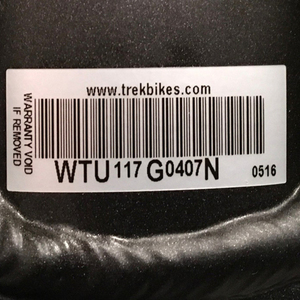 www.trekbikes.com
WARRANTY VOID
IF REMOVED
WTU117G0407N
0516